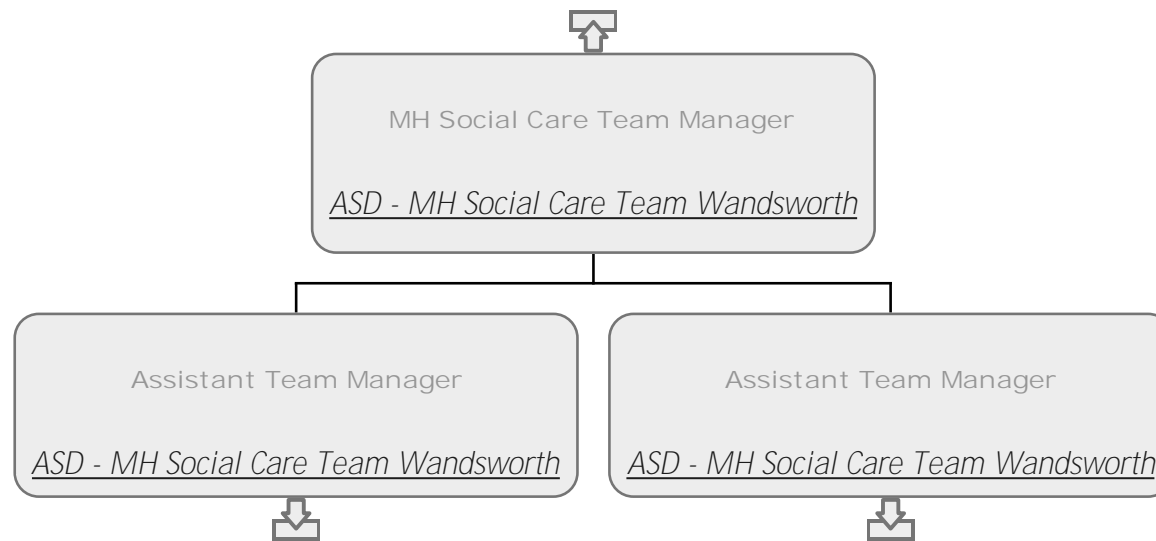 MH Social Care Team Manager
ASD - MH Social Care Team Wandsworth
Assistant Team Manager
ASD - MH Social Care Team Wandsworth
Assistant Team Manager
ASD - MH Social Care Team Wandsworth